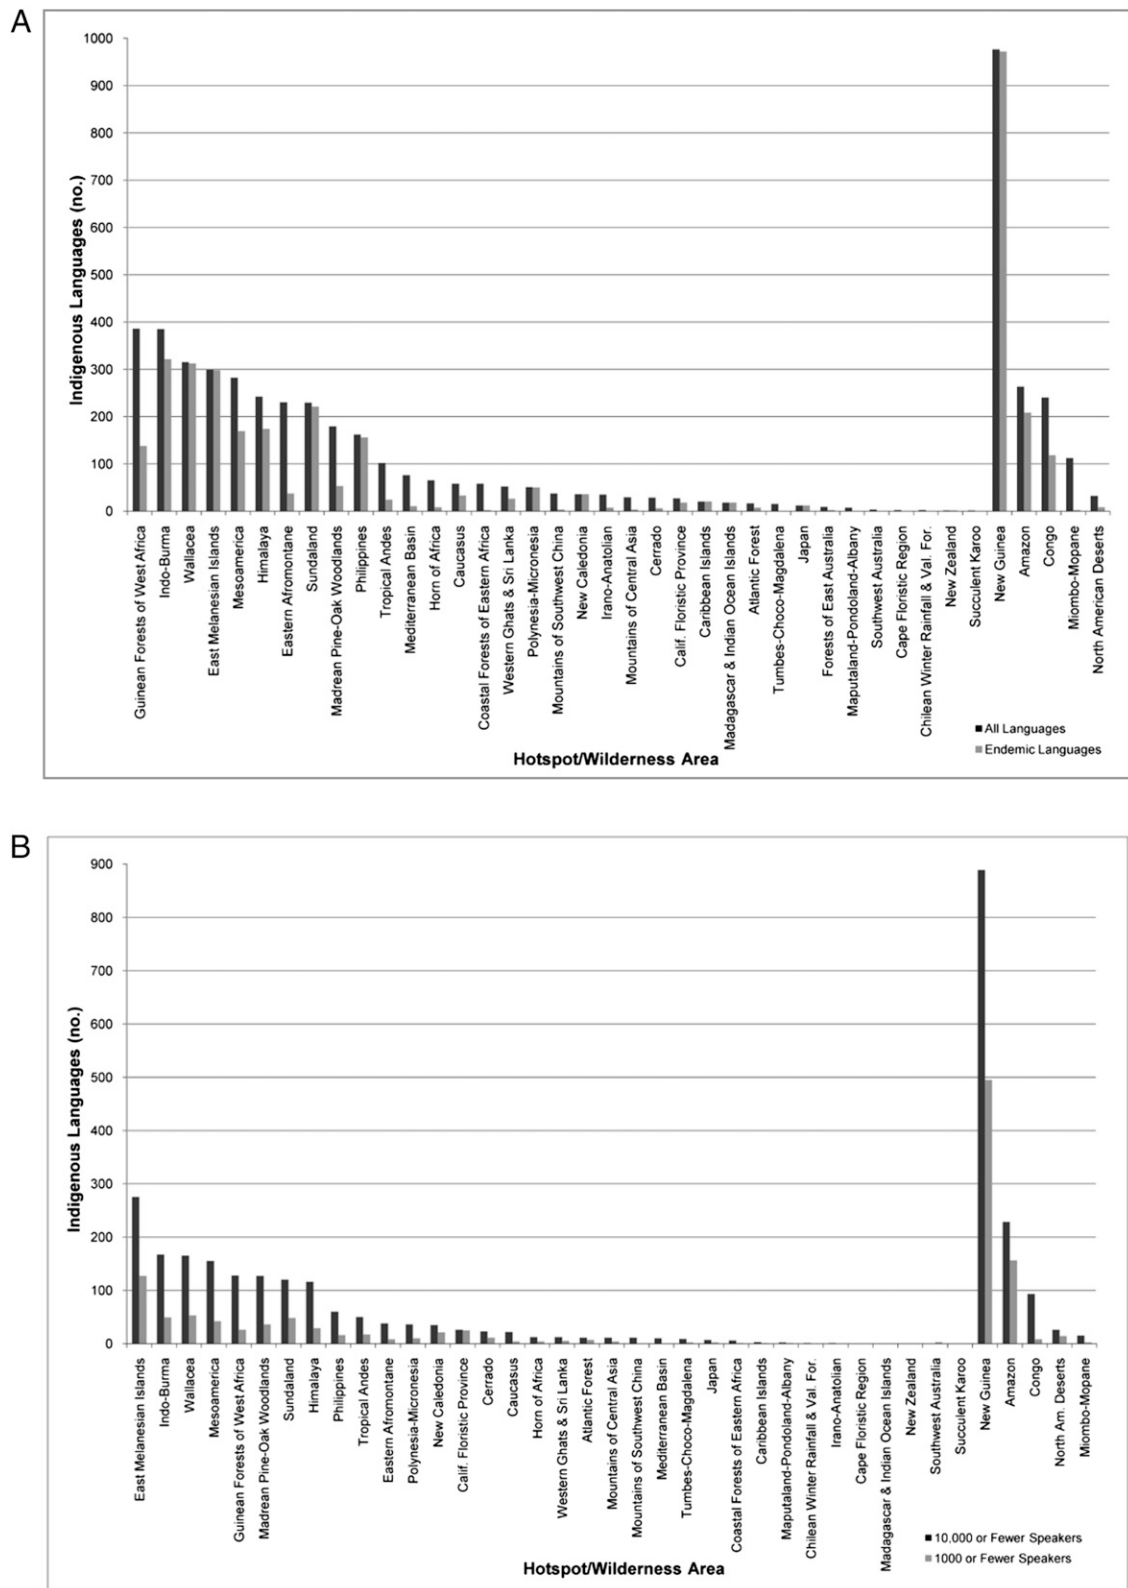 A
1000
900
800
700
600
500
400
300
200
100
0
Indigenous Languages (no.)
Guinean Forests of West Africa
Indo-Burma
Wallacea
East Melanesian Islands
Mesoamerica
Himalaya
Eastern Afromontane
Sundaland
Madrean Pine-Oak Woodlands
Philippines
Tropical Andes
Mediterranean Basin
Horn of Africa
Caucasus
Coastal Forests of Eastern Africa
Western Ghats & Sri Lanka
Polynesia-Micronesia
Mountains of Southwest China
New Caledonia
Irano-Anatolian
Mountains of Central Asia
Cerrado
Calif. Floristic Province
Caribbean Islands
Madagascar & Indian Ocean Islands
Atlantic Forest
Tumbes-Choco-Magdalena
Japan
Forests of East Australia
Maputaland-Pondoland-Albany
Southwest Australia
Cape Floristic Region
Chilean Winter Rainfall & Val. For.
New Zealand
Succulent Karoo
New Guinea
Amazon
Congo
Miombo-Mopane
North American Deserts
All Languages
Endemic Languages
Hotspot/Wilderness Area
B
900
800
700
600
500
400
300
200
100
0
Indigenous Languages (no.)
East Melanesian Islands
Indo-Burma
Wallacea
Mesoamerica
Guinean Forests of West Africa
Madrean Pine-Oak Woodlands
Sundaland
Himalaya
Philippines
Tropical Andes
Eastern Afromontane
Polynesia-Micronesia
New Caledonia
Calif. Floristic Province
Cerrado
Caucasus
Horn of Africa
Western Ghats & Sri Lanka
Atlantic Forest
Mountains of Central Asia
Mountains of Southwest China
Mediterranean Basin
Tumbes-Choco-Magdalena
Japan
Coastal Forests of Eastern Africa
Caribbean Islands
Maputaland-Pondoland-Albany
Chilean Winter Rainfall & Val. For.
Irano-Anatolian
Cape Floristic Region
Madagascar & Indian Ocean Islands
New Zealand
Southwest Australia
Succulent Karoo
New Guinea
Amazon
Congo
North Am. Deserts
Miombo-Mopane
10,000 or Fewer Speakers
1000 or Fewer Speakers
Hotspot/Wilderness Area